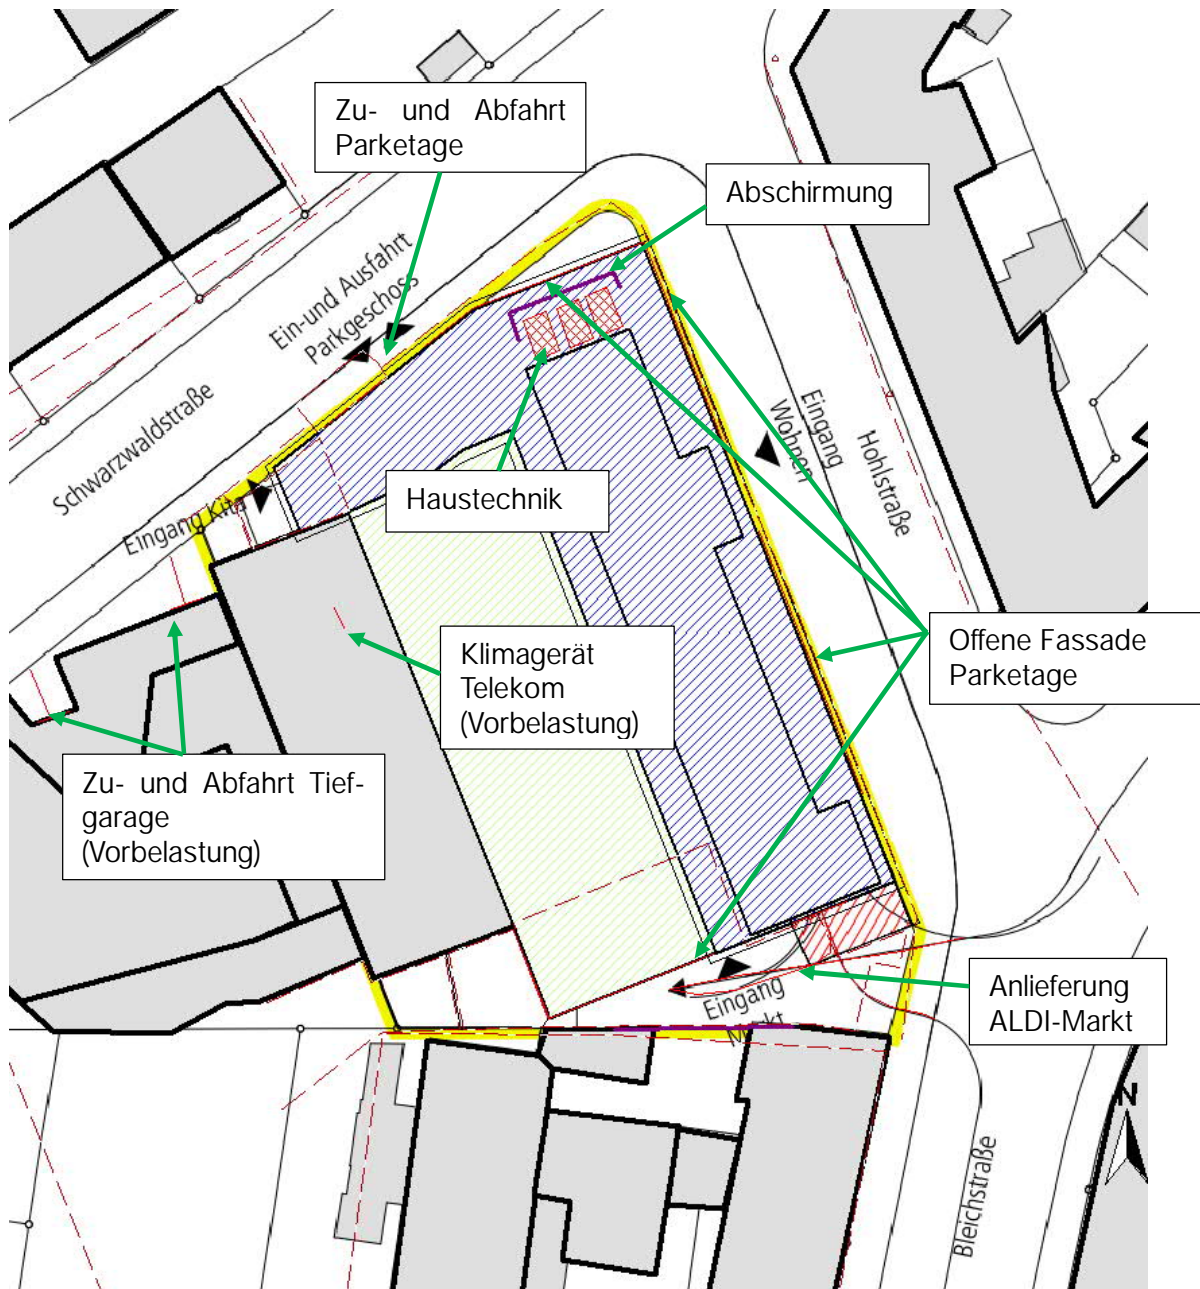 Zu- und Abfahrt
Parketage
Abschirmung
Ein-und Ausfahrt
Parkgeschoss
Schwarzwaldstraße
Eingang
Wohnen
Hohlstraße
Haustechnik
Eingang Kita
Offene Fassade
Parketage
Klimagerät
Telekom
(Vorbelastung)
Zu- und Abfahrt Tief-
garage
(Vorbelastung)
Anlieferung
ALDI-Markt
Eingang
Markt
N
Bleichstraße